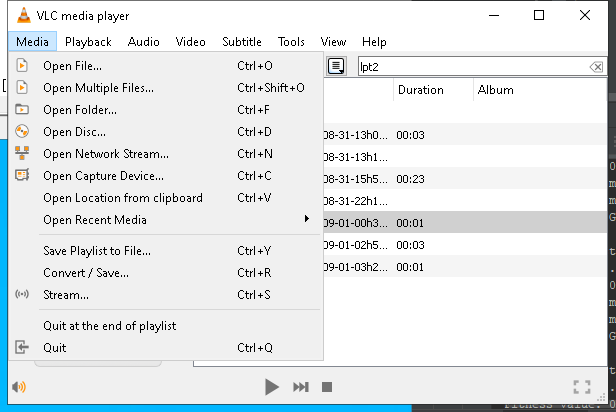 VLC media player
Media Playback Audio Video Subtitle Tools View Help
lpt2
Duration Album
Open File... Ctrl+O
Open Multiple Files... Ctrl+Shift+O
Open Folder... Ctrl+F
Open Disc... Ctrl+D
08-31-13h0... 00:03
Open Network Stream... Ctrl+N
08-31-13h1...
Open Capture Device... Ctrl+C
08-31-15h5... 00:23
Open Location from clipboard Ctrl+V
08-31-22h1...
Open Recent Media
09-01-00h3... 00:01
Save Playlist to File... Ctrl+Y
09-01-02h5... 00:03
Convert / Save... Ctrl+R
09-01-03h2... 00:01
Stream... Ctrl+S
Quit at the end of playlist
Quit Ctrl+Q